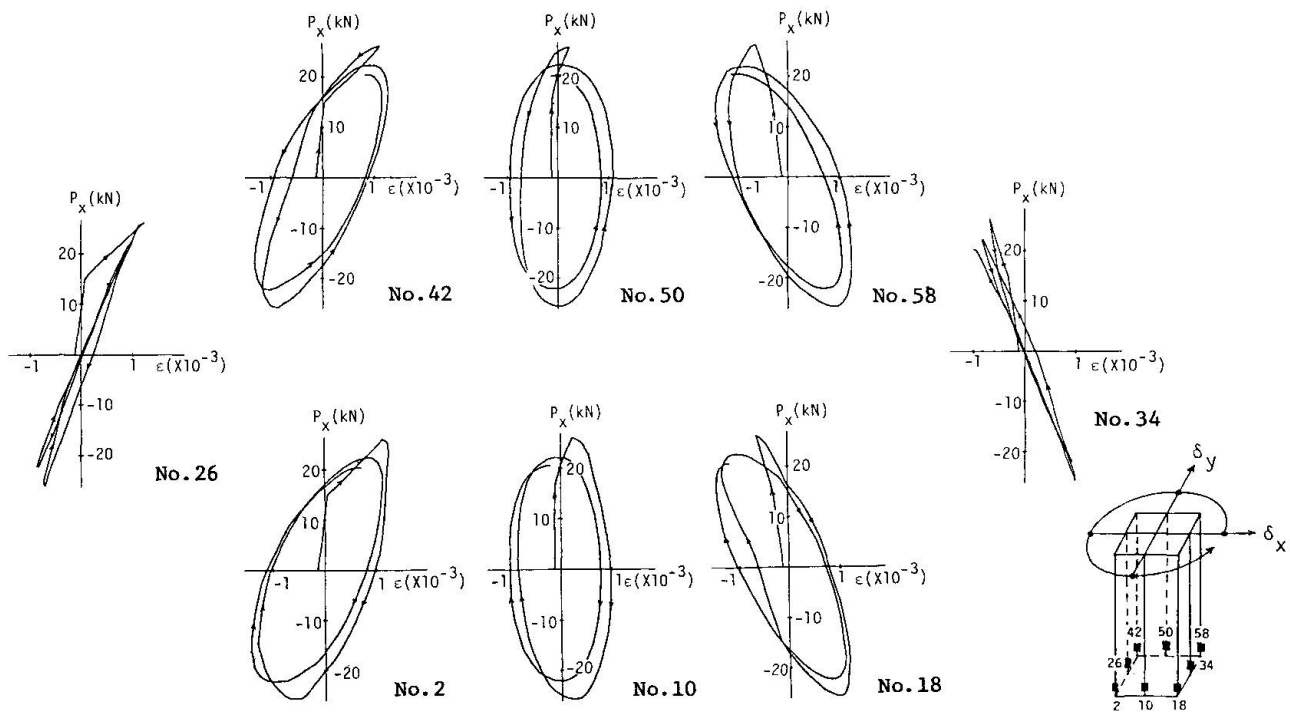 P_x(kN)
20
10
-1
1
ε(X10⁻³)
-10
-20
No.42
P_x(kN)
20
10
-1
1
ε(X10⁻³)
-10
-20
No.50
P_x(kN)
20
10
-1
1
ε(X10⁻³)
-10
-20
No.58
P_x(kN)
20
10
-1
1
ε(X10⁻³)
-10
-20
No.26
P_x(kN)
20
10
-1
1
ε(X10⁻³)
-10
-20
No.34
P_x(kN)
20
10
-1
1
ε(X10⁻³)
-10
-20
No.2
P_x(kN)
20
10
-1
1
ε(X10⁻³)
-10
-20
No.10
P_x(kN)
20
10
-1
1
ε(X10⁻³)
-10
-20
No.18
δ_y
δ_x
42 50 58
26 34
2 10 18